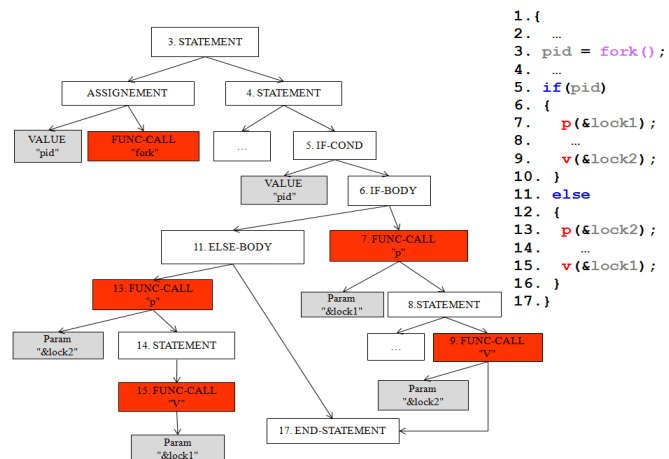 3. STATEMENT
ASSIGNEMENT
4. STATEMENT
VALUE
"pid"
FUNC-CALL
"fork"
...
5. IF-COND
VALUE
"pid"
6. IF-BODY
11. ELSE-BODY
7. FUNC-CALL
"p"
13. FUNC-CALL
"p"
Param
"&lock1"
8.STATEMENT
Param
"&lock2"
14. STATEMENT
...
9. FUNC-CALL
"V"
15. FUNC-CALL
"V"
Param
"&lock2"
17. END-STATEMENT
Param
"&lock1"
1.{
2. …
3. pid = fork();
4. …
5. if(pid)
6. {
7. p(&lock1);
8. …
9. v(&lock2);
10. }
11. else
12. {
13. p(&lock2);
14. …
15. v(&lock1);
16. }
17.}